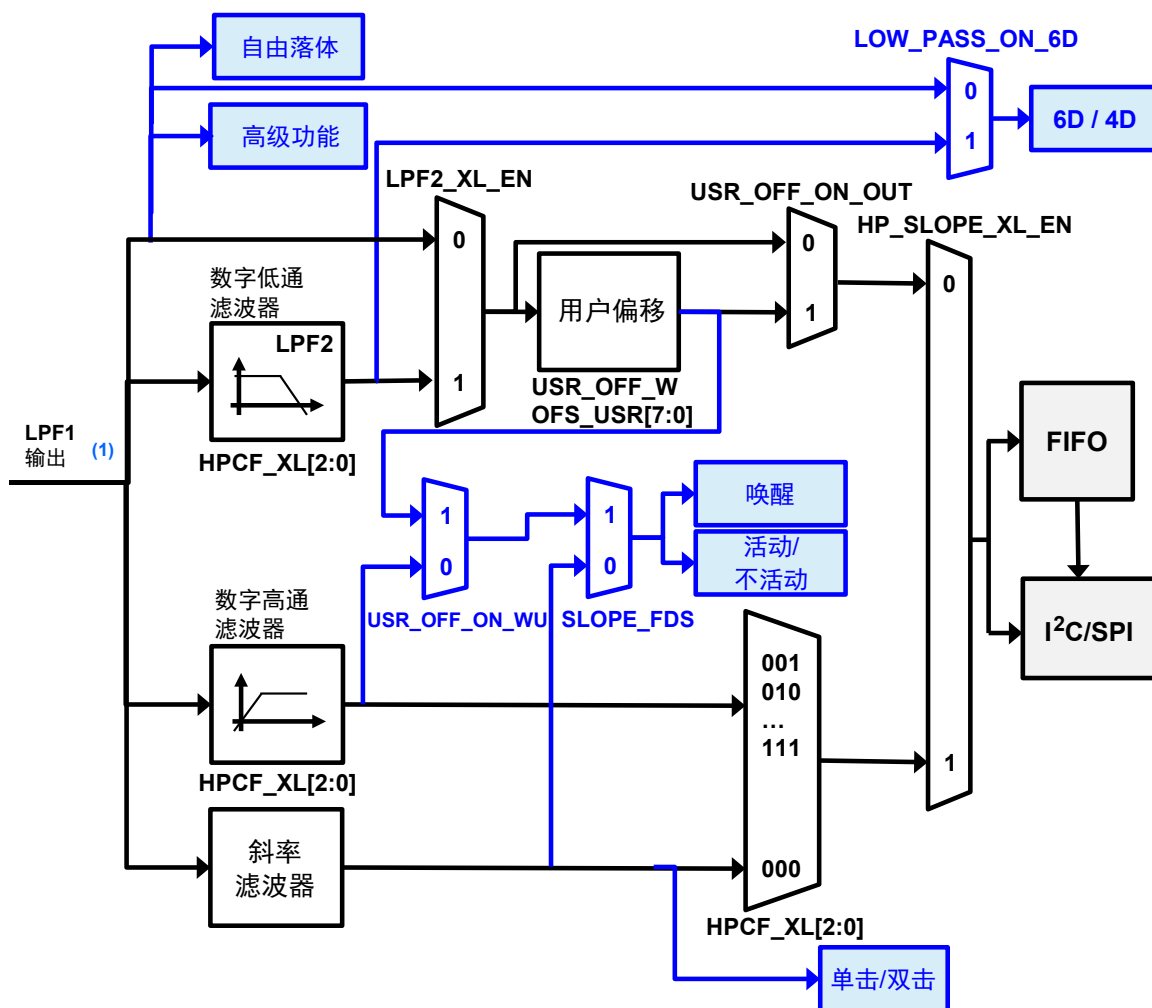 自由落体
LOW_PASS_ON_6D
0
1
6D / 4D
高级功能
LPF2_XL_EN
0
1
USR_OFF_ON_OUT
0
1
HP_SLOPE_XL_EN
0
1
数字低通
滤波器
LPF2
HPCF_XL[2:0]
用户偏移
USR_OFF_W
OFS_USR[7:0]
LPF1
输出
(1)
FIFO
I²C/SPI
唤醒
活动/
不活动
1
0
USR_OFF_ON_WU
1
0
SLOPE_FDS
数字高通
滤波器
HPCF_XL[2:0]
001
010
...
111
000
HPCF_XL[2:0]
斜率
滤波器
单击/双击